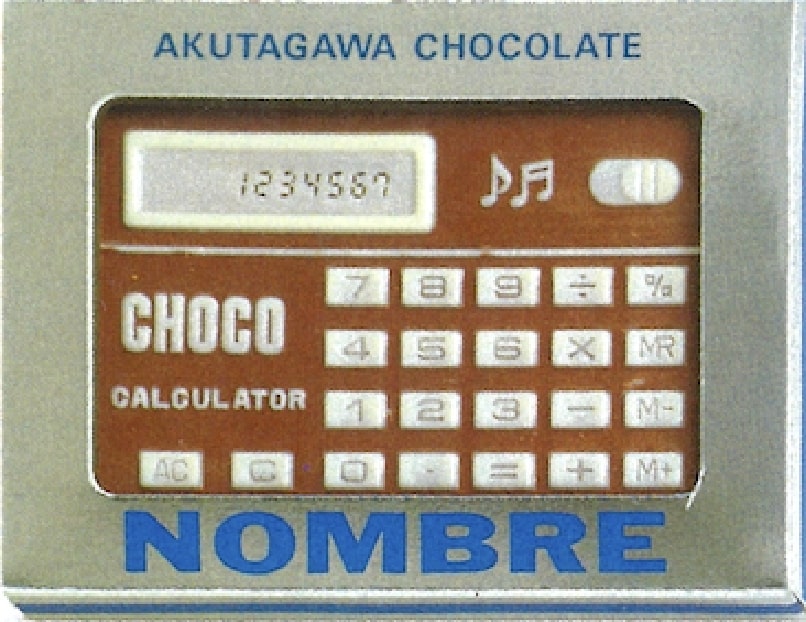 AKUTAGAWA CHOCOLATE
1234567
CHOCO
CALCULATOR
7 8 9 ÷ %
4 5 6 × MR
1 2 3 − M-
AC C 0 · = + M+
NOMBRE